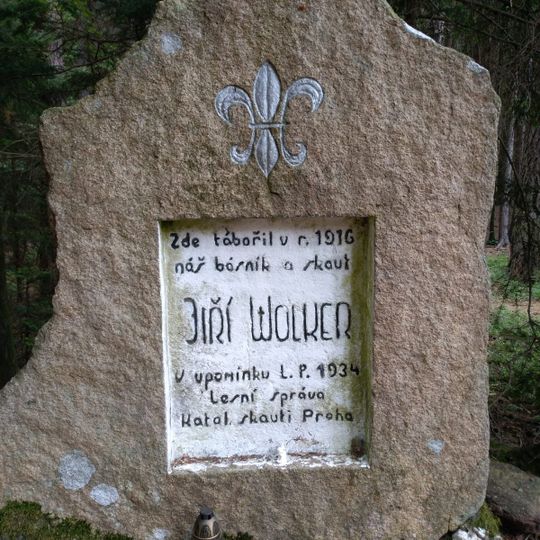 Zde tábořil v r. 1916
náš básník a skaut
JIŘÍ WOLKER
V upomínku L.P. 1934
Lesní správa
Katol. skauti Praha